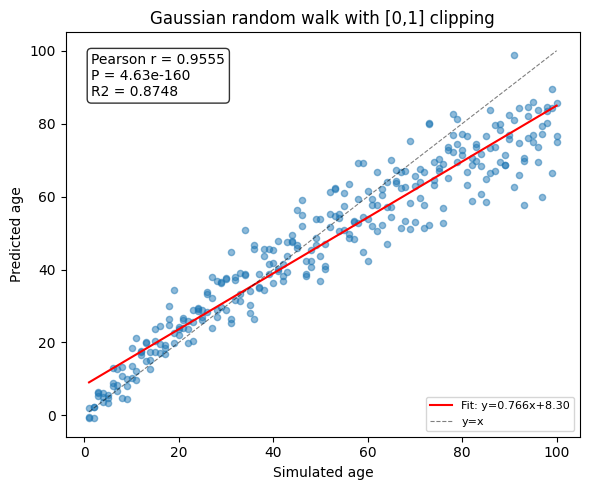 Gaussian random walk with [0,1] clipping
Pearson r = 0.9555
P = 4.63e-160
R2 = 0.8748
100
80
60
40
20
0
Predicted age
Fit: y=0.766x+8.30
y=x
0 20 40 60 80 100
Simulated age